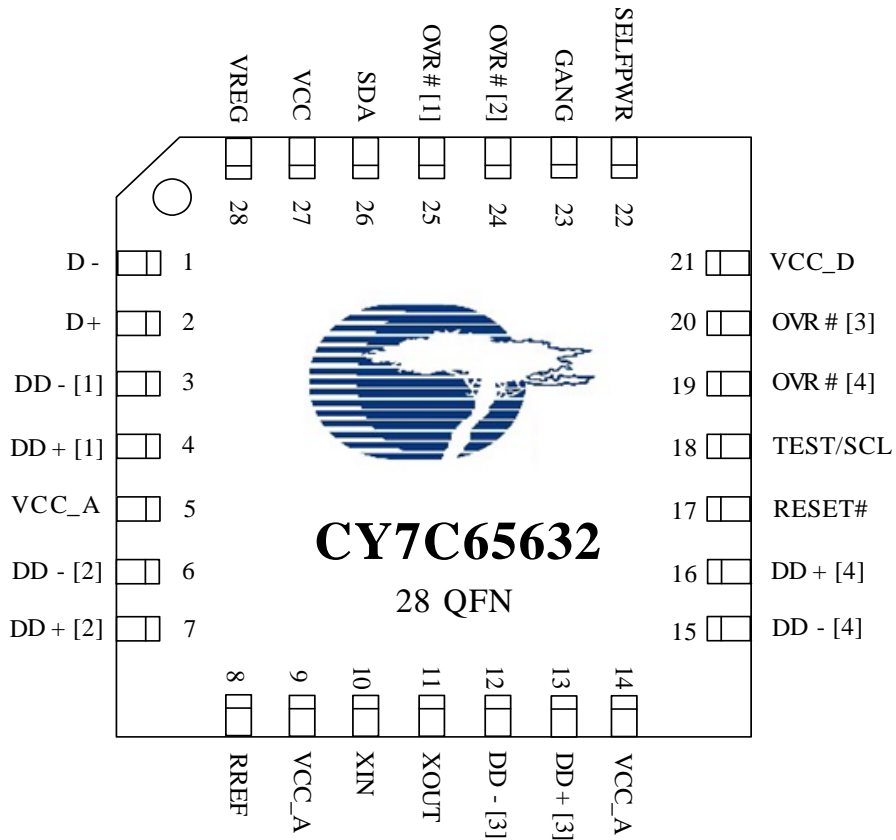 VREG
VCC
SDA
OVR # [1]
OVR # [2]
GANG
SELFPWR
28
27
26
25
24
23
22
D -
1
21
VCC_D
D +
2
20
OVR # [3]
DD - [1]
3
19
OVR # [4]
DD + [1]
4
18
TEST/SCL
VCC_A
5
17
RESET#
CY7C65632
DD - [2]
6
16
DD + [4]
28 QFN
DD + [2]
7
15
DD - [4]
8
9
10
11
12
13
14
RREF
VCC_A
XIN
XOUT
DD - [3]
DD + [3]
VCC_A